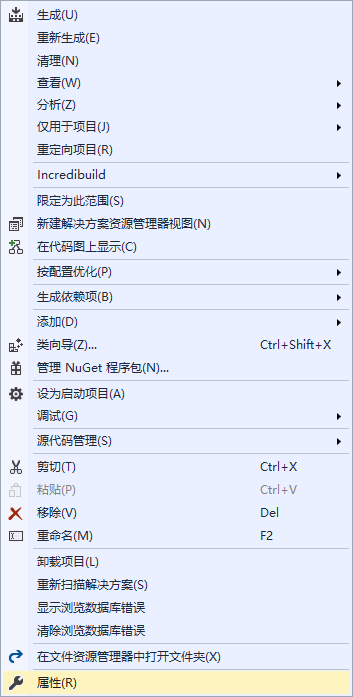 生成(U)
重新生成(E)
清理(N)
查看(W)
分析(Z)
仅用于项目(J)
重定向项目(R)
Incredibuild
限定为此范围(S)
新建解决方案资源管理器视图(N)
在代码图上显示(C)
按配置优化(P)
生成依赖项(B)
添加(D)
类向导(Z)... Ctrl+Shift+X
管理 NuGet 程序包(N)...
设为启动项目(A)
调试(G)
源代码管理(S)
剪切(T) Ctrl+X
粘贴(P) Ctrl+V
移除(V) Del
重命名(M) F2
卸载项目(L)
重新扫描解决方案(S)
显示浏览数据库错误
清除浏览数据库错误
在文件资源管理器中打开文件夹(X)
属性(R)